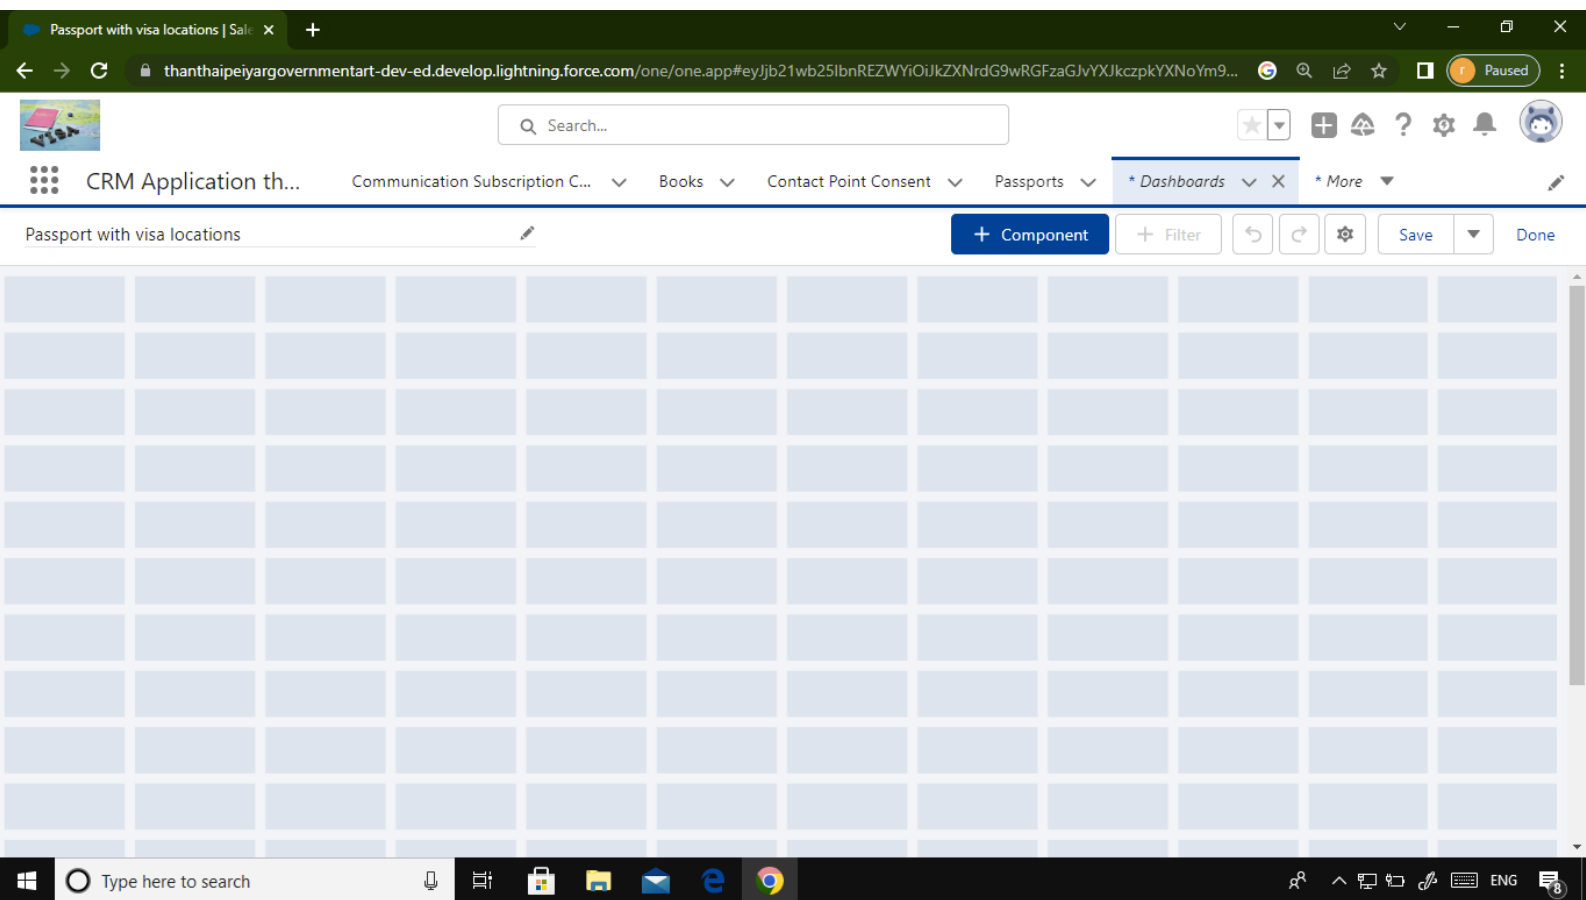 Passport with visa locations | Sale
thanthaipeiyargovernmentart-dev-ed.develop.lightning.force.com/one/one.app#eyJjb21wb25lbnREZWYiOiJkZXNrdG9wRGFzaGJvYXJkczpkYXNoYm9... r Paused
VISA Search...
CRM Application th... Communication Subscription C... Books Contact Point Consent Passports * Dashboards * More
Passport with visa locations + Component + Filter Save Done
Type here to search ENG 8